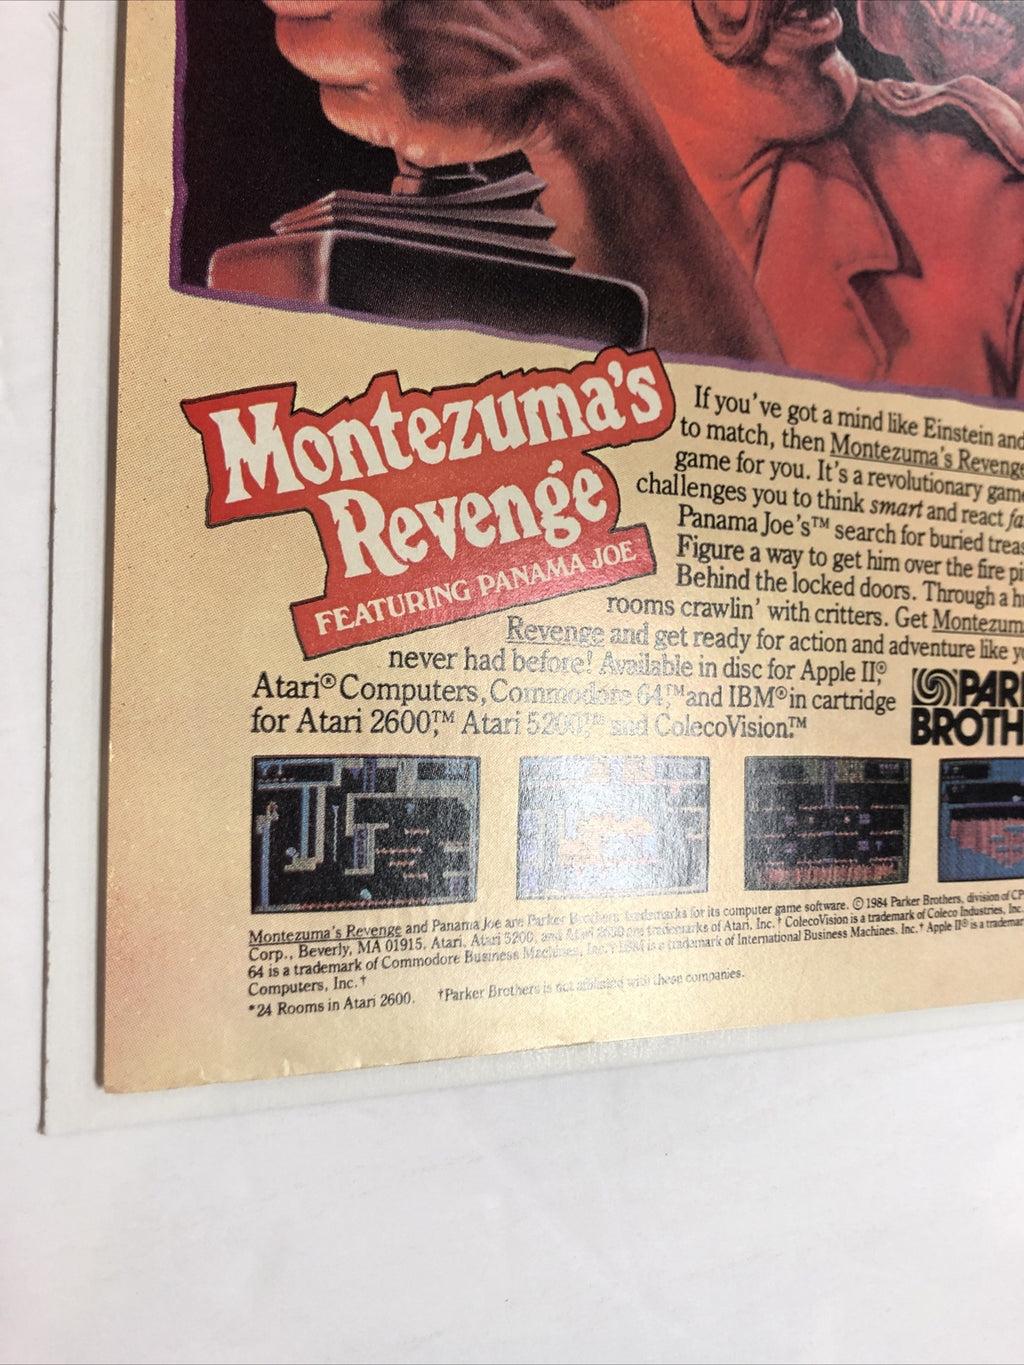 Montezuma's
Revenge
FEATURING PANAMA JOE™
If you've got a mind like Einstein and
to match, then Montezuma's Revenge
game for you. It's a revolutionary game
challenges you to think smart and react
Panama Joe's™ search for buried
Figure a way to get him over the fire
Behind the locked doors. Through a
rooms crawlin' with critters. Get
Revenge and get ready for action and adventure like
never had before! Available in disc for Apple II,®
Atari® Computers, Commodore 64,™ and IBM® in cartridge
for Atari 2600,™ Atari 5200,™ and ColecoVision.™
PARK
BROTH
Montezuma's Revenge and Panama Joe are Parker Brothers trademarks for its computer game software. © 1984 Parker Brothers, division of CP
Corp., Beverly, MA 01915. Atari, Atari 5200, and Atari 2600 are trademarks of Atari, Inc.† ColecoVision is a trademark of Coleco Industries, Inc.
64 is a trademark of Commodore Business Machines, Inc.† IBM is a trademark of International Business Machines, Inc.† Apple II® is a
Computers, Inc.†
*24 Rooms in Atari 2600. †Parker Brothers is not affiliated with these companies.